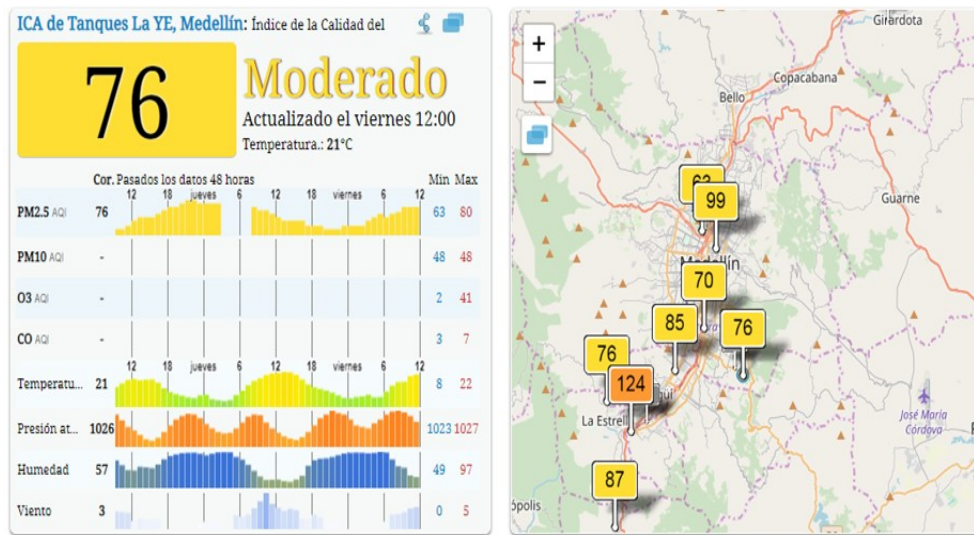 ICA de Tanques La YE, Medellín: Índice de la Calidad del
76
Moderado
Actualizado el viernes 12:00
Temperatura.: 21°C
Cor. Pasados los datos 48 horas Min Max
12 18 jueves 6 12 18 viernes 6 12
PM2.5 AQI 76 63 80
PM10 AQI - 48 48
O3 AQI - 2 41
CO AQI - 3 7
12 18 jueves 6 12 18 viernes 6 12
Temperatu... 21 8 22
Presión at... 1026 1023 1027
Humedad 57 49 97
Viento 3 0 5
+
−
Girardota
Copacabana
Bello
Guarne
63
99
Medellín
70
85
76
76
124
La Estrell
José María
Córdova
87
ópolis